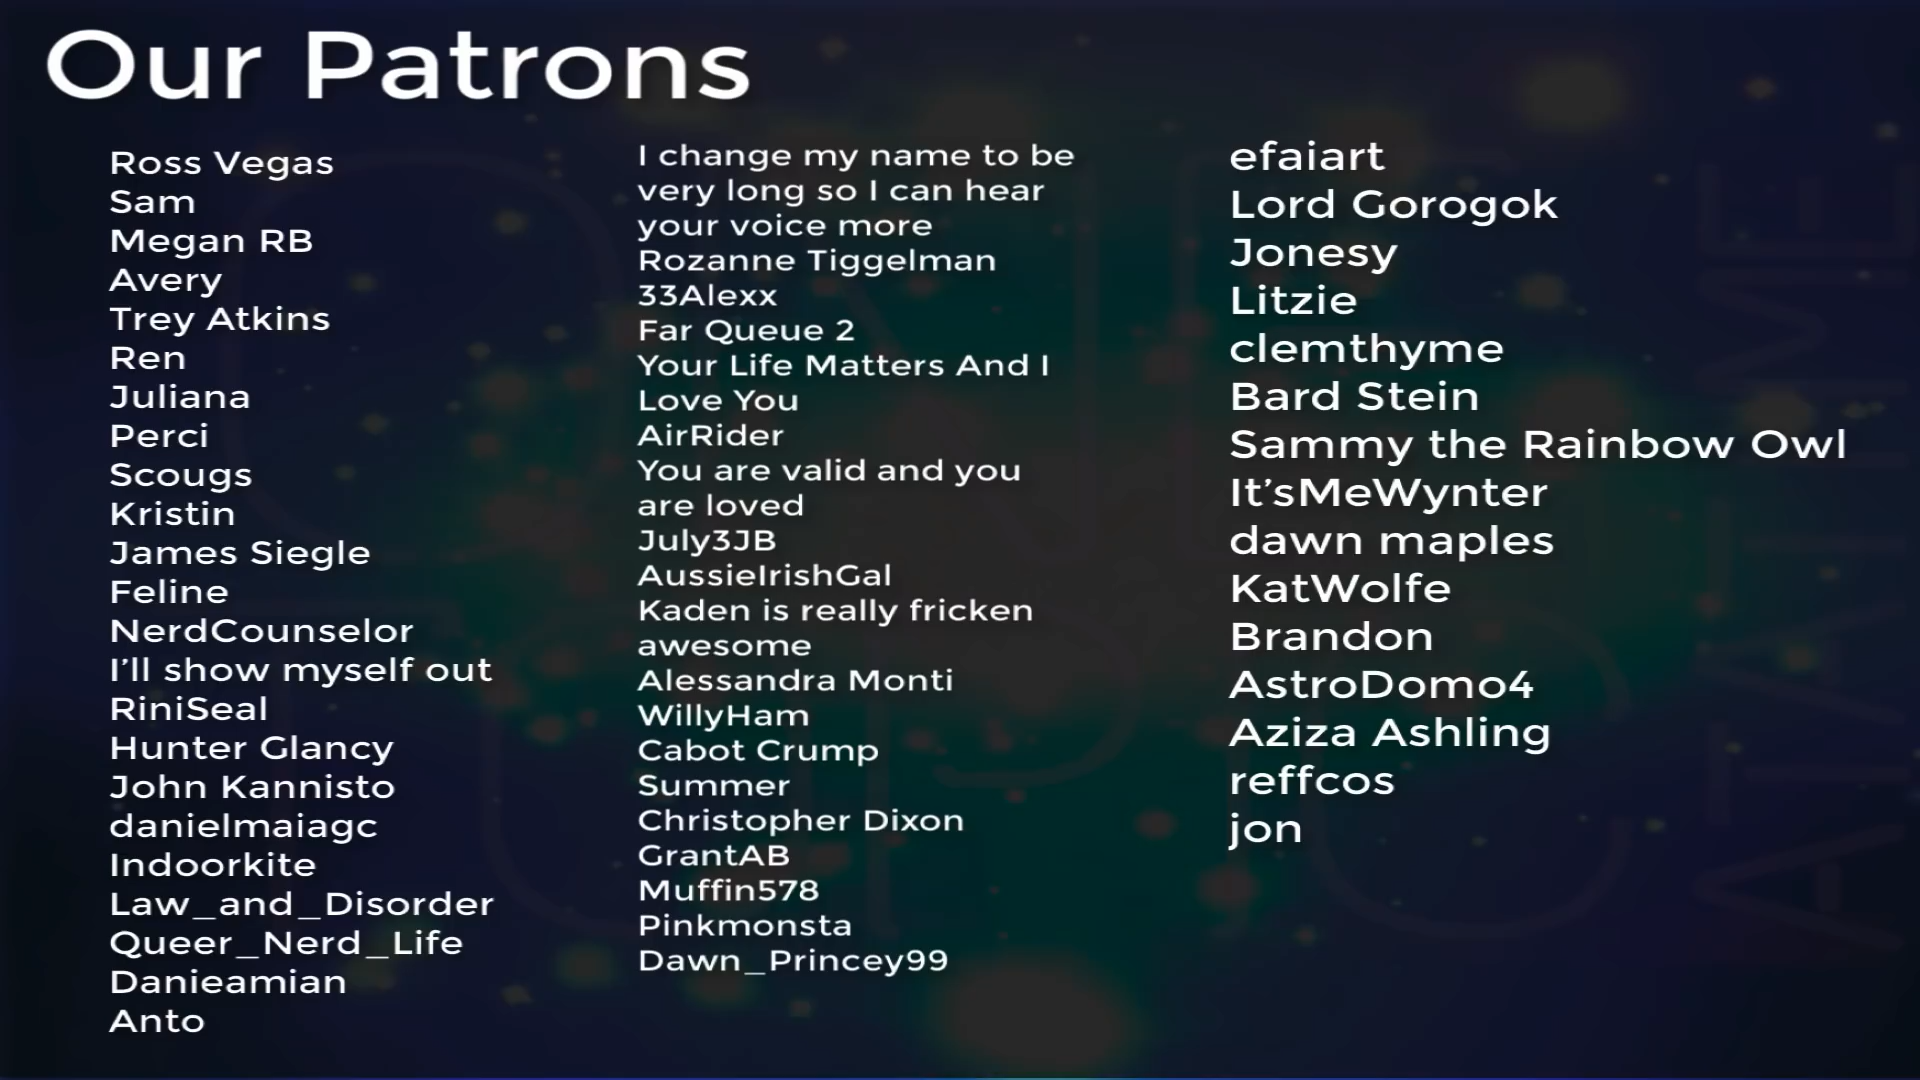 Our Patrons
Ross Vegas
Sam
Megan RB
Avery
Trey Atkins
Ren
Juliana
Perci
Scougs
Kristin
James Siegle
Feline
NerdCounselor
I’ll show myself out
RiniSeal
Hunter Glancy
John Kannisto
danielmaiagc
Indoorkite
Law_and_Disorder
Queer_Nerd_Life
Danieamian
Anto
I change my name to be
very long so I can hear
your voice more
Rozanne Tiggelman
33Alexx
Far Queue 2
Your Life Matters And I
Love You
AirRider
You are valid and you
are loved
July3JB
AussieIrishGal
Kaden is really fricken
awesome
Alessandra Monti
WillyHam
Cabot Crump
Summer
Christopher Dixon
GrantAB
Muffin578
Pinkmonsta
Dawn_Princey99
efaiart
Lord Gorogok
Jonesy
Litzie
clemthyme
Bard Stein
Sammy the Rainbow Owl
It’sMeWynter
dawn maples
KatWolfe
Brandon
AstroDomo4
Aziza Ashling
reffcos
jon